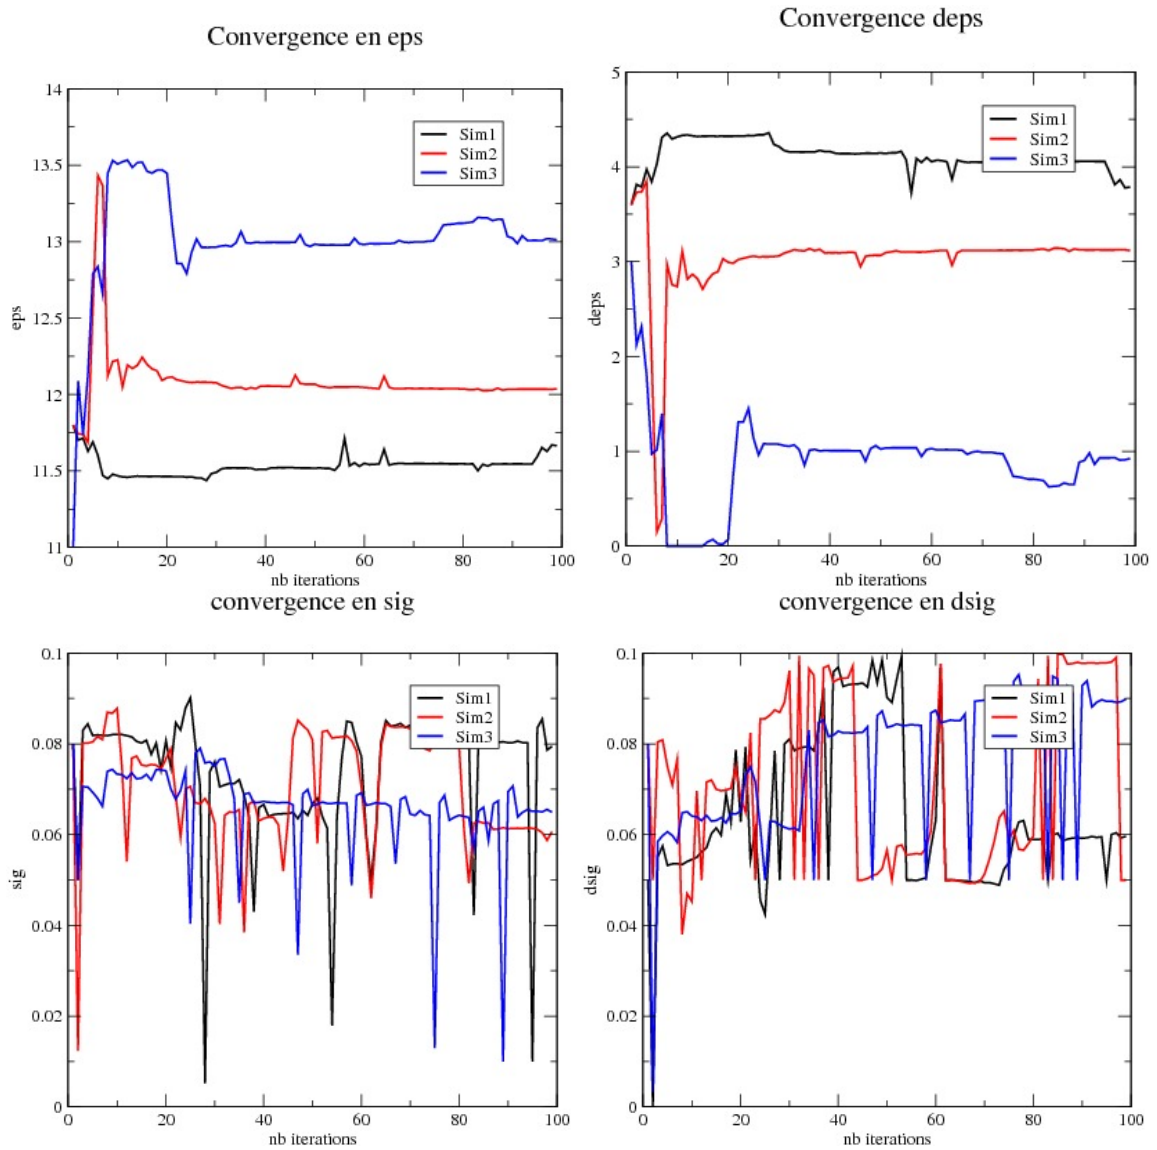 Convergence en eps
14
13.5
13
12.5
12
11.5
11
eps
0
20
40
60
80
100
nb iterations
Sim1
Sim2
Sim3
Convergence deps
5
4
3
2
1
0
deps
0
20
40
60
80
100
nb iterations
Sim1
Sim2
Sim3
convergence en sig
0.1
0.08
0.06
0.04
0.02
0
sig
0
20
40
60
80
100
nb iterations
Sim1
Sim2
Sim3
convergence en dsig
0.1
0.08
0.06
0.04
0.02
0
dsig
0
20
40
60
80
100
nb iterations
Sim1
Sim2
Sim3